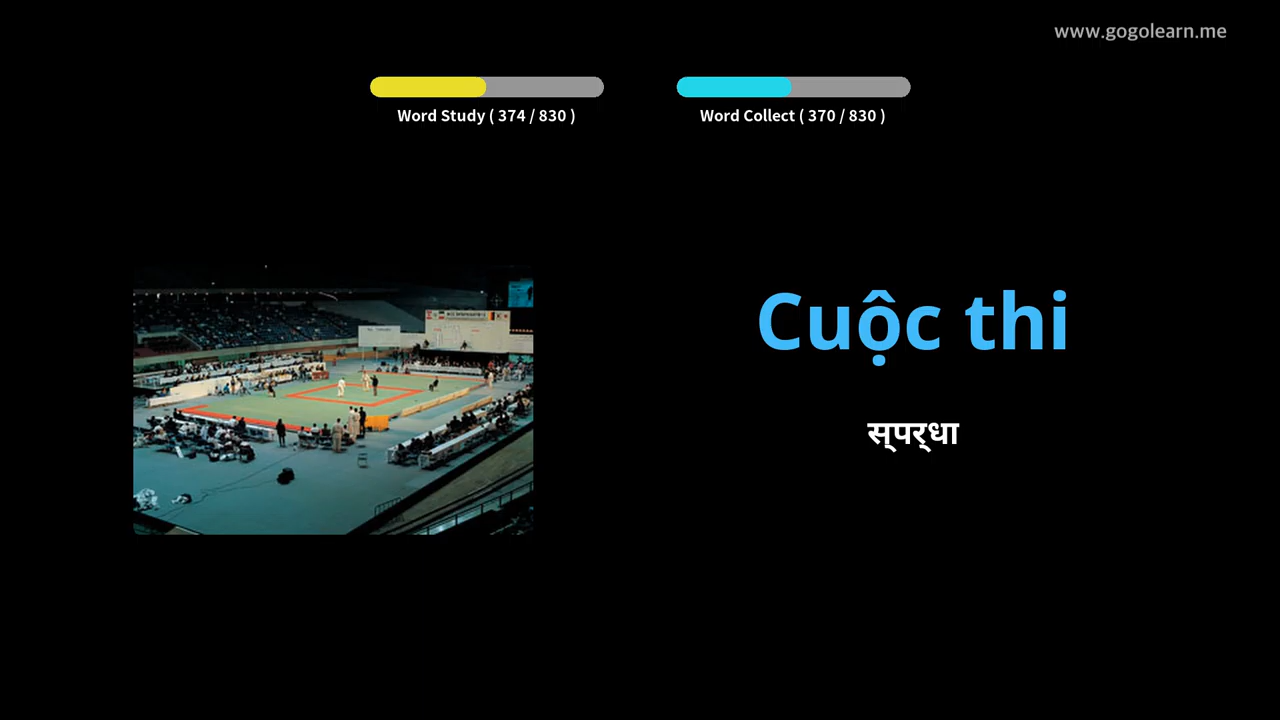 www.gogolearn.me
Word Study ( 374 / 830 )
Word Collect ( 370 / 830 )
Cuộc thi
स्पर्धा